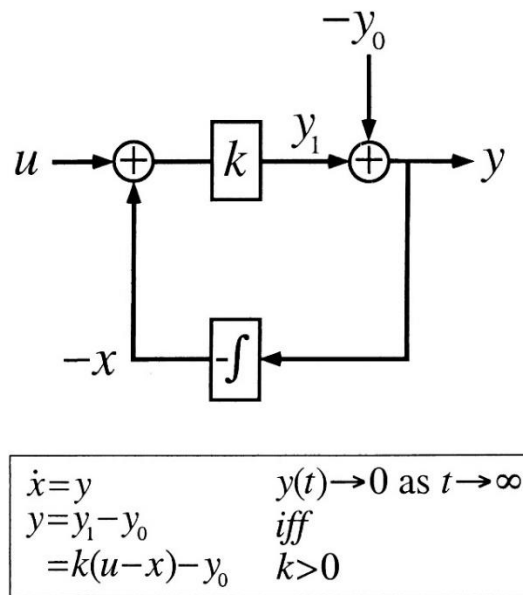 −y₀
u + k y₁ + y
−x -∫
ẋ=y y(t)→0 as t→∞
y=y₁−y₀ iff
=k(u−x)−y₀ k>0